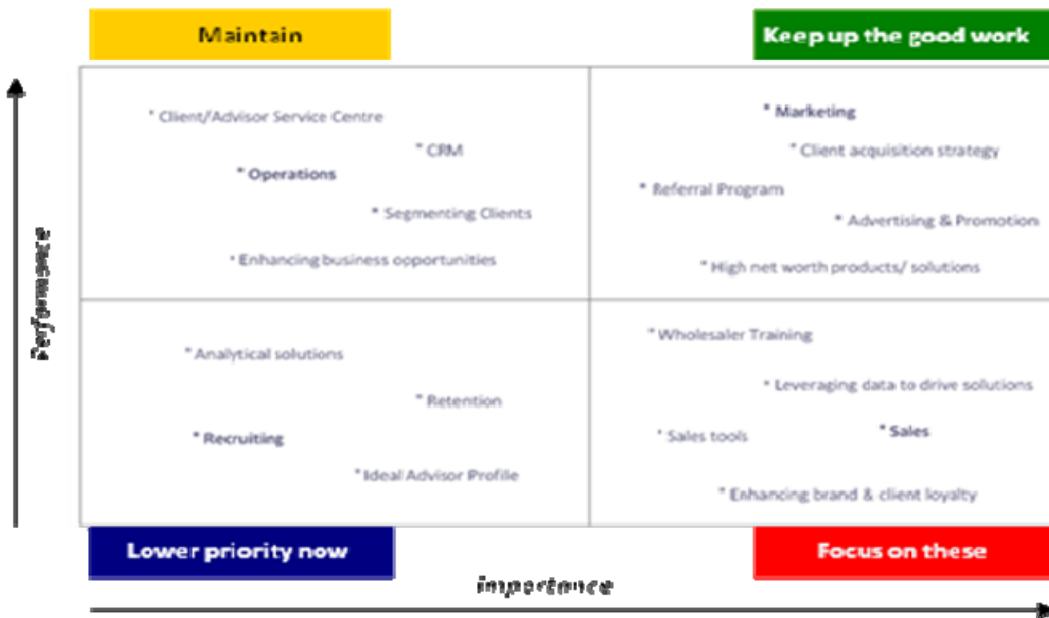 Maintain
Keep up the good work
* Client/Advisor Service Centre
* CRM
* Operations
* Segmenting Clients
* Enhancing business opportunities
* Marketing
* Client acquisition strategy
* Referral Program
* Advertising & Promotion
* High net worth products/ solutions
Performance
* Analytical solutions
* Retention
* Recruiting
* Ideal Advisor Profile
* Wholesaler Training
* Leveraging data to drive solutions
* Sales tools
* Sales
* Enhancing brand & client loyalty
Lower priority now
Focus on these
Importance